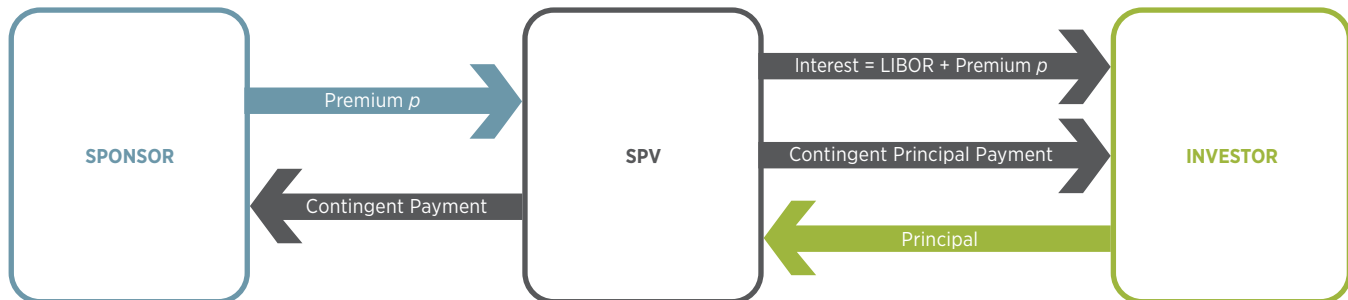 Interest = LIBOR + Premium p
Premium p
SPONSOR
SPV
Contingent Principal Payment
INVESTOR
Contingent Payment
Principal